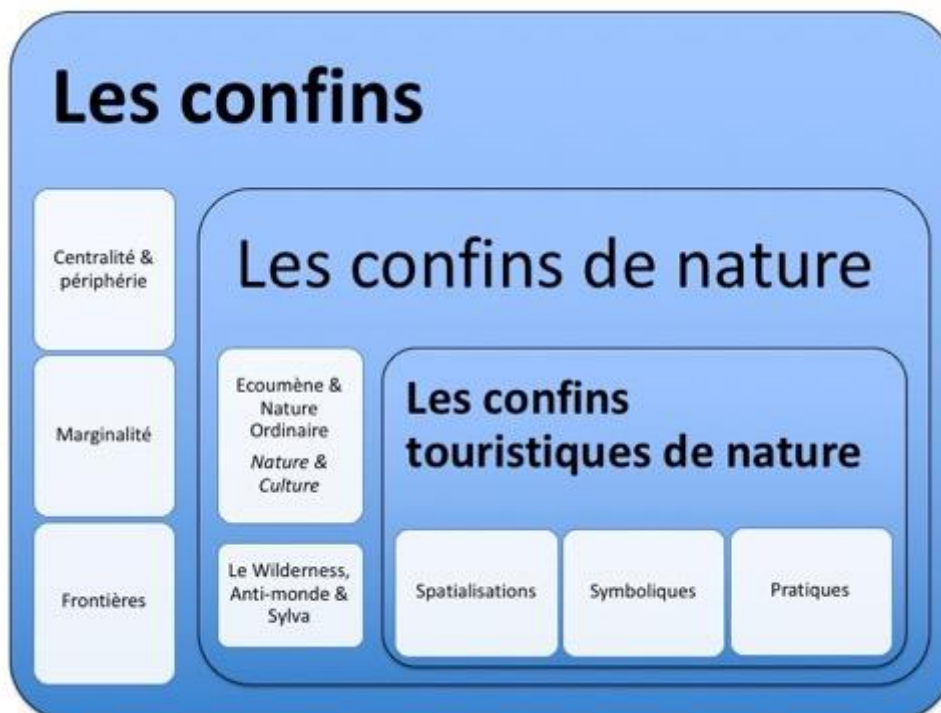 Les confins
Centralité &
périphérie
Marginalité
Frontières
Les confins de nature
Ecoumène &
Nature
Ordinaire
Nature &
Culture
Le Wilderness,
Anti-monde &
Sylva
Les confins
touristiques de nature
Spatialisations
Symboliques
Pratiques